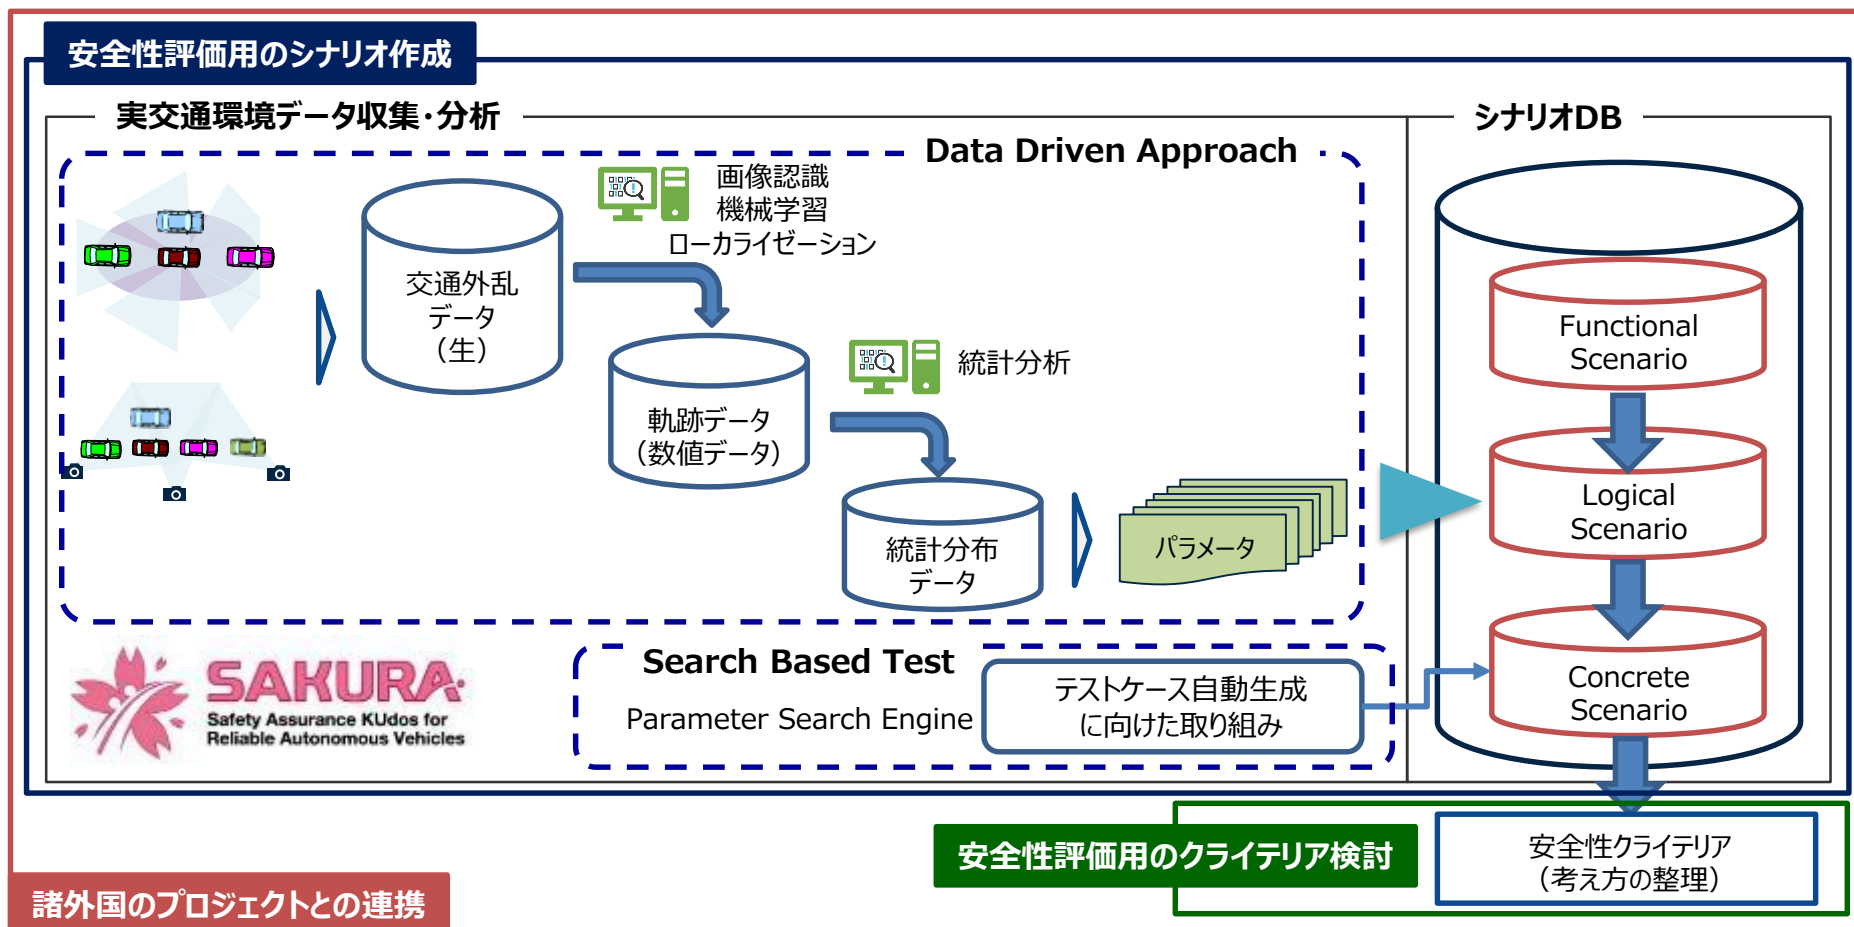 安全性評価用のシナリオ作成
実交通環境データ収集・分析
シナリオDB
Data Driven Approach
画像認識
機械学習
ローカライゼーション
交通外乱
データ
（生）
統計分析
軌跡データ
（数値データ）
統計分布
データ
パラメータ
Functional
Scenario
Logical
Scenario
Concrete
Scenario
SAKURA
Safety Assurance KUdos for
Reliable Autonomous Vehicles
Search Based Test
Parameter Search Engine
テストケース自動生成
に向けた取り組み
安全性評価用のクライテリア検討
安全性クライテリア
（考え方の整理）
諸外国のプロジェクトとの連携